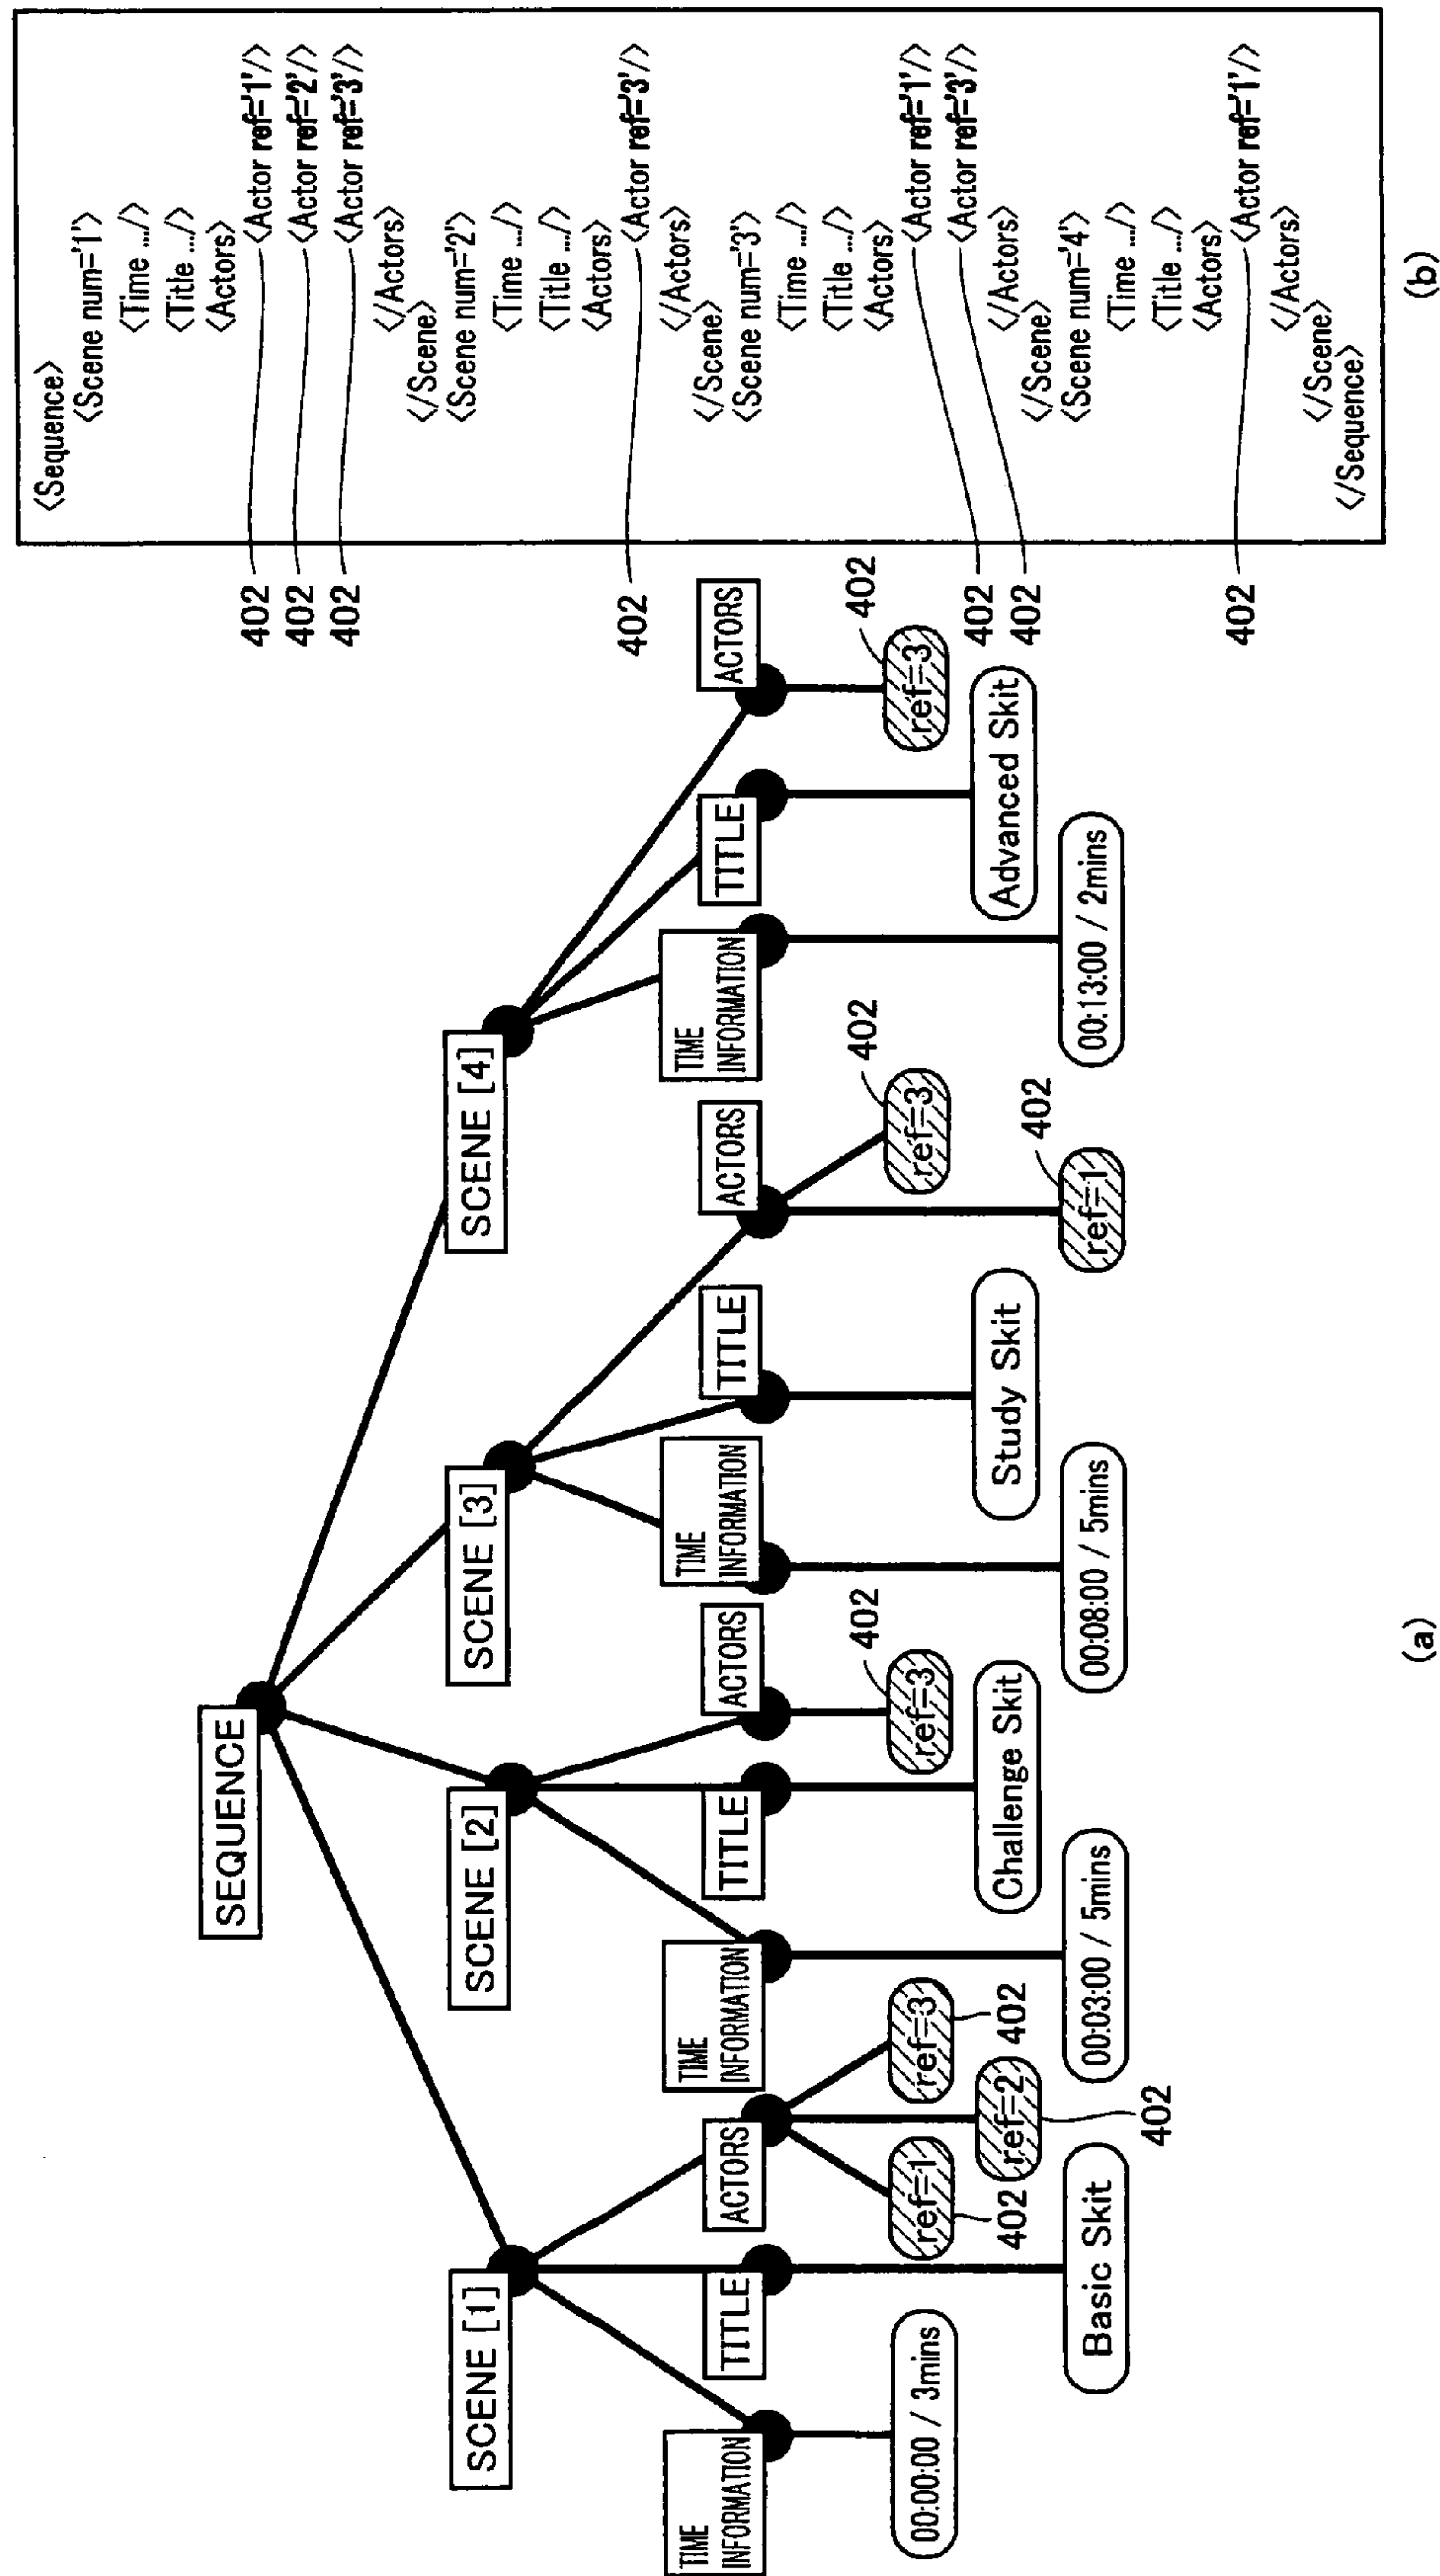 SEQUENCE
SCENE [1]
SCENE [2]
SCENE [3]
SCENE [4]
TIME
INFORMATION
TITLE
ACTORS
TIME
INFORMATION
TITLE
ACTORS
TIME
INFORMATION
TITLE
ACTORS
TIME
INFORMATION
TITLE
ACTORS
00:00:00 / 3mins
Basic Skit
ref=1
402
ref=2
402
ref=3
402
00:03:00 / 5mins
Challenge Skit
ref=3
402
00:08:00 / 5mins
Study Skit
ref=1
402
ref=3
402
00:13:00 / 2mins
Advanced Skit
ref=3
402
(a)
<Sequence>
<Scene num='1'>
<Time .../>
<Title .../>
<Actors>
402 <Actor ref='1'/>
402 <Actor ref='2'/>
402 <Actor ref='3'/>
</Actors>
</Scene>
<Scene num='2'>
<Time .../>
<Title .../>
<Actors>
402 <Actor ref='3'/>
</Actors>
</Scene>
<Scene num='3'>
<Time .../>
<Title .../>
<Actors>
402 <Actor ref='1'/>
402 <Actor ref='3'/>
</Actors>
</Scene>
<Scene num='4'>
<Time .../>
<Title .../>
<Actors>
402 <Actor ref='1'/>
</Actors>
</Scene>
</Sequence>
(b)